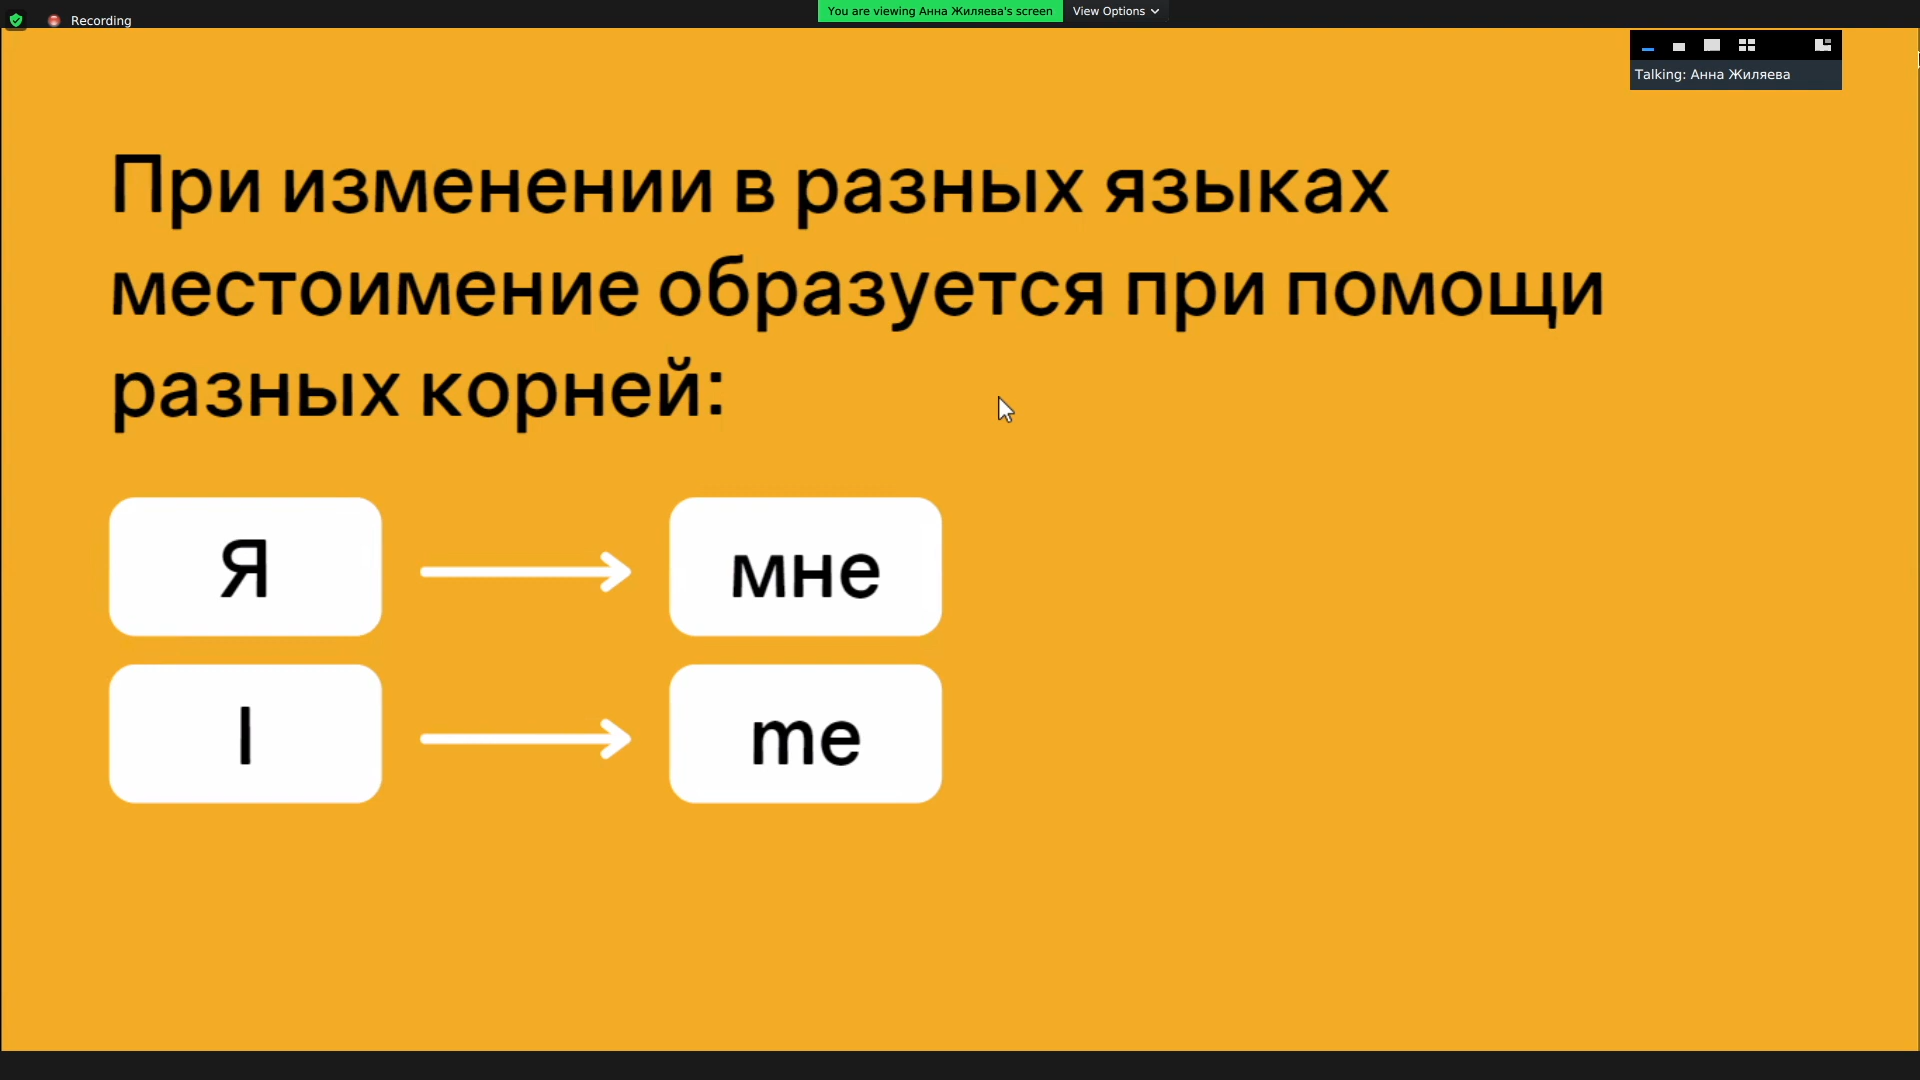 Recording
You are viewing Анна Жиляева's screen
View Options
Talking: Анна Жиляева
При изменении в разных языках
местоимение образуется при помощи
разных корней:
Я
мне
I
me